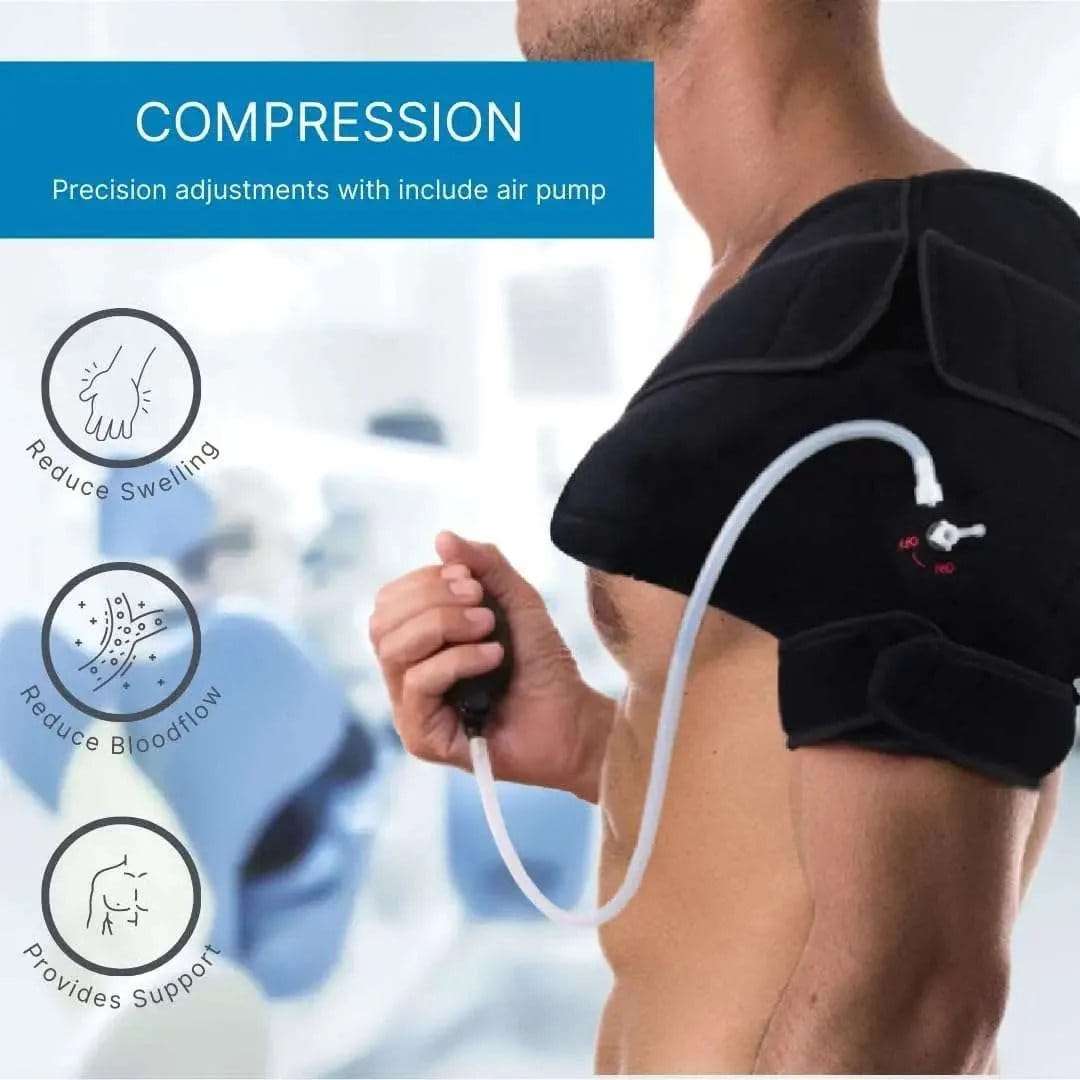 COMPRESSION
Precision adjustments with include air pump
Reduce Swelling
Reduce Bloodflow
Provides Support